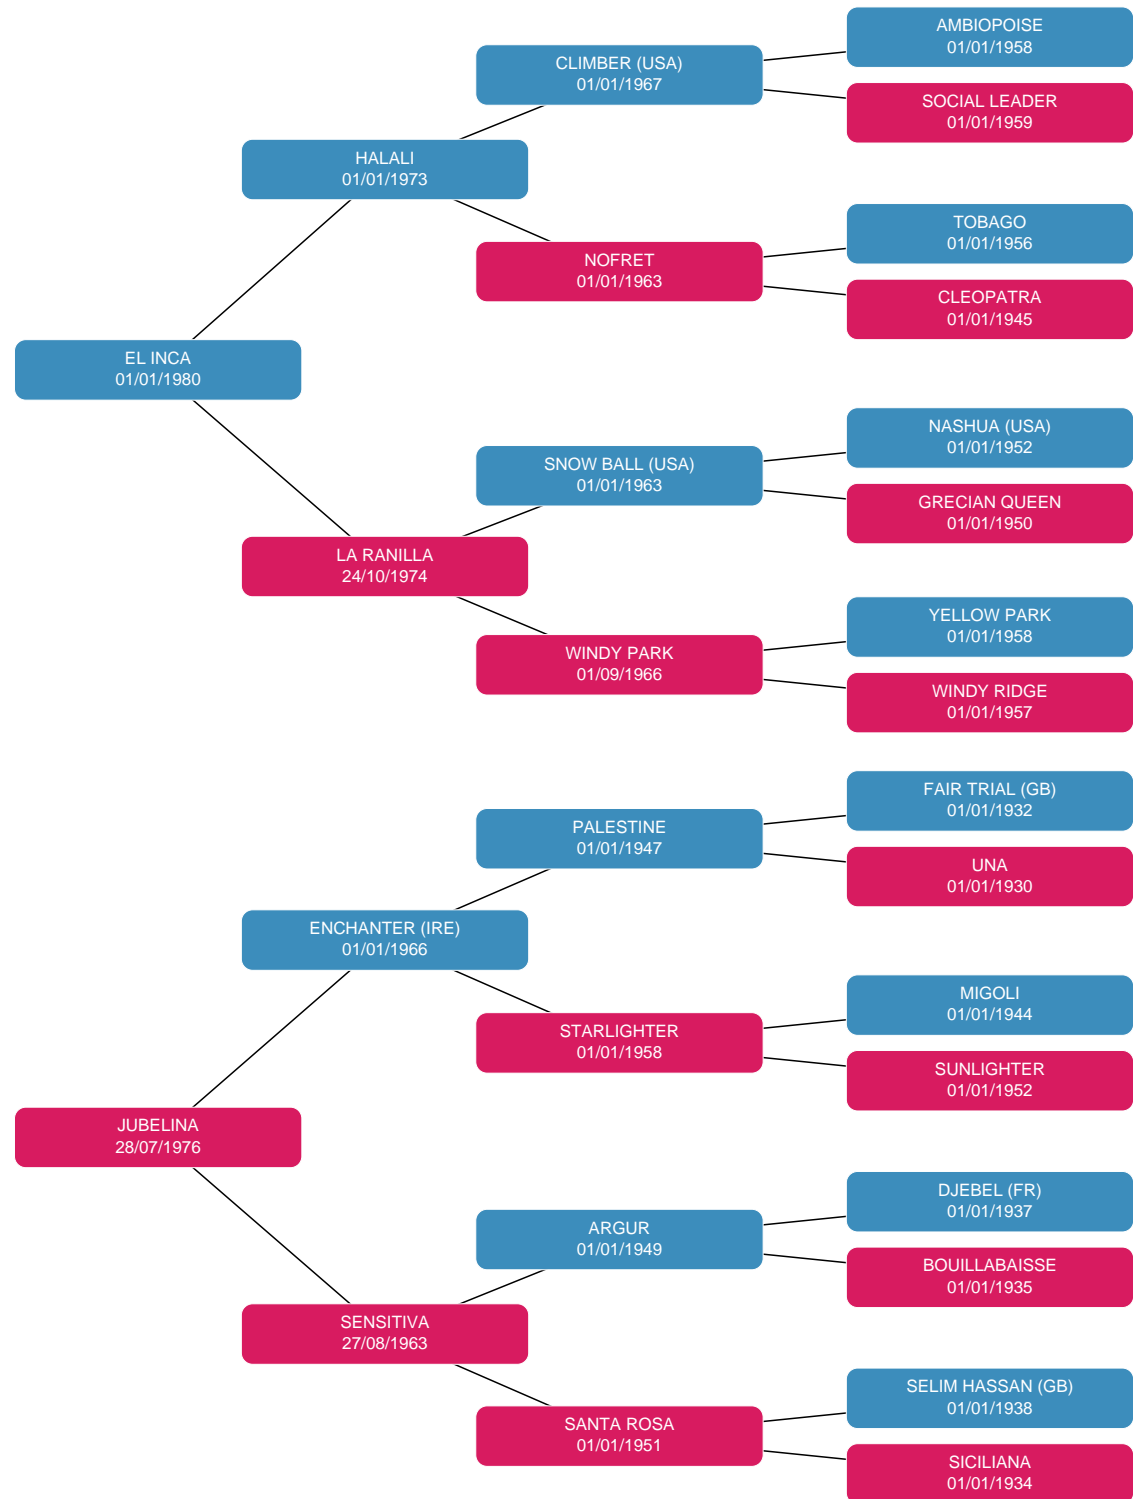 AMBIOPOISE
01/01/1958
CLIMBER (USA)
01/01/1967
SOCIAL LEADER
01/01/1959
HALALI
01/01/1973
TOBAGO
01/01/1956
NOFRET
01/01/1963
CLEOPATRA
01/01/1945
EL INCA
01/01/1980
NASHUA (USA)
01/01/1952
SNOW BALL (USA)
01/01/1963
GRECIAN QUEEN
01/01/1950
LA RANILLA
24/10/1974
YELLOW PARK
01/01/1958
WINDY PARK
01/09/1966
WINDY RIDGE
01/01/1957
FAIR TRIAL (GB)
01/01/1932
PALESTINE
01/01/1947
UNA
01/01/1930
ENCHANTER (IRE)
01/01/1966
MIGOLI
01/01/1944
STARLIGHTER
01/01/1958
SUNLIGHTER
01/01/1952
JUBELINA
28/07/1976
DJEBEL (FR)
01/01/1937
ARGUR
01/01/1949
BOUILLABAISSE
01/01/1935
SENSITIVA
27/08/1963
SELIM HASSAN (GB)
01/01/1938
SANTA ROSA
01/01/1951
SICILIANA
01/01/1934